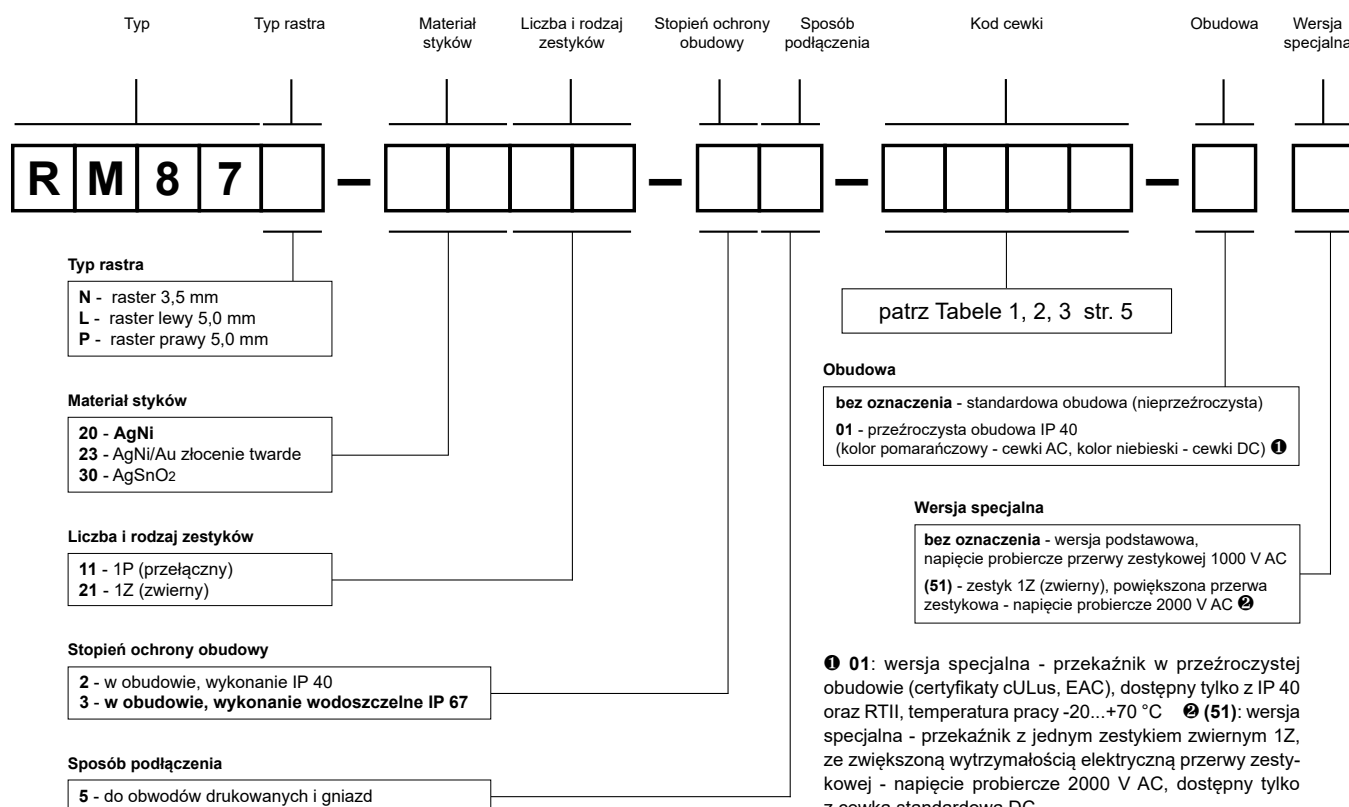 Typ
Typ rastra
Materiał
styków
Liczba i rodzaj
zestyków
Stopień ochrony
obudowy
Sposób
podłączenia
Kod cewki
Obudowa
Wersja
specjalna
R M 8 7 – – – –
Typ rastra
N - raster 3,5 mm
L - raster lewy 5,0 mm
P - raster prawy 5,0 mm
Materiał styków
20 - AgNi
23 - AgNi/Au złocenie twarde
30 - AgSnO2
Liczba i rodzaj zestyków
11 - 1P (przełączny)
21 - 1Z (zwierny)
Stopień ochrony obudowy
2 - w obudowie, wykonanie IP 40
3 - w obudowie, wykonanie wodoszczelne IP 67
Sposób podłączenia
5 - do obwodów drukowanych i gniazd
patrz Tabele 1, 2, 3 str. 5
Obudowa
bez oznaczenia - standardowa obudowa (nieprzeźroczysta)
01 - przeźroczysta obudowa IP 40
(kolor pomarańczowy - cewki AC, kolor niebieski - cewki DC) ❶
Wersja specjalna
bez oznaczenia - wersja podstawowa,
napięcie probiercze przerwy zestykowej 1000 V AC
(51) - zestyk 1Z (zwierny), powiększona przerwa
zestykowa - napięcie probiercze 2000 V AC ❷
❶ 01: wersja specjalna - przekaźnik w przeźroczystej
obudowie (certyfikaty cULus, EAC), dostępny tylko z IP 40
oraz RTII, temperatura pracy -20...+70 °C ❷ (51): wersja
specjalna - przekaźnik z jednym zestykiem zwiernym 1Z,
ze zwiększoną wytrzymałością elektryczną przerwy zesty-
kowej - napięcie probiercze 2000 V AC, dostępny tylko
z cewką standardową DC